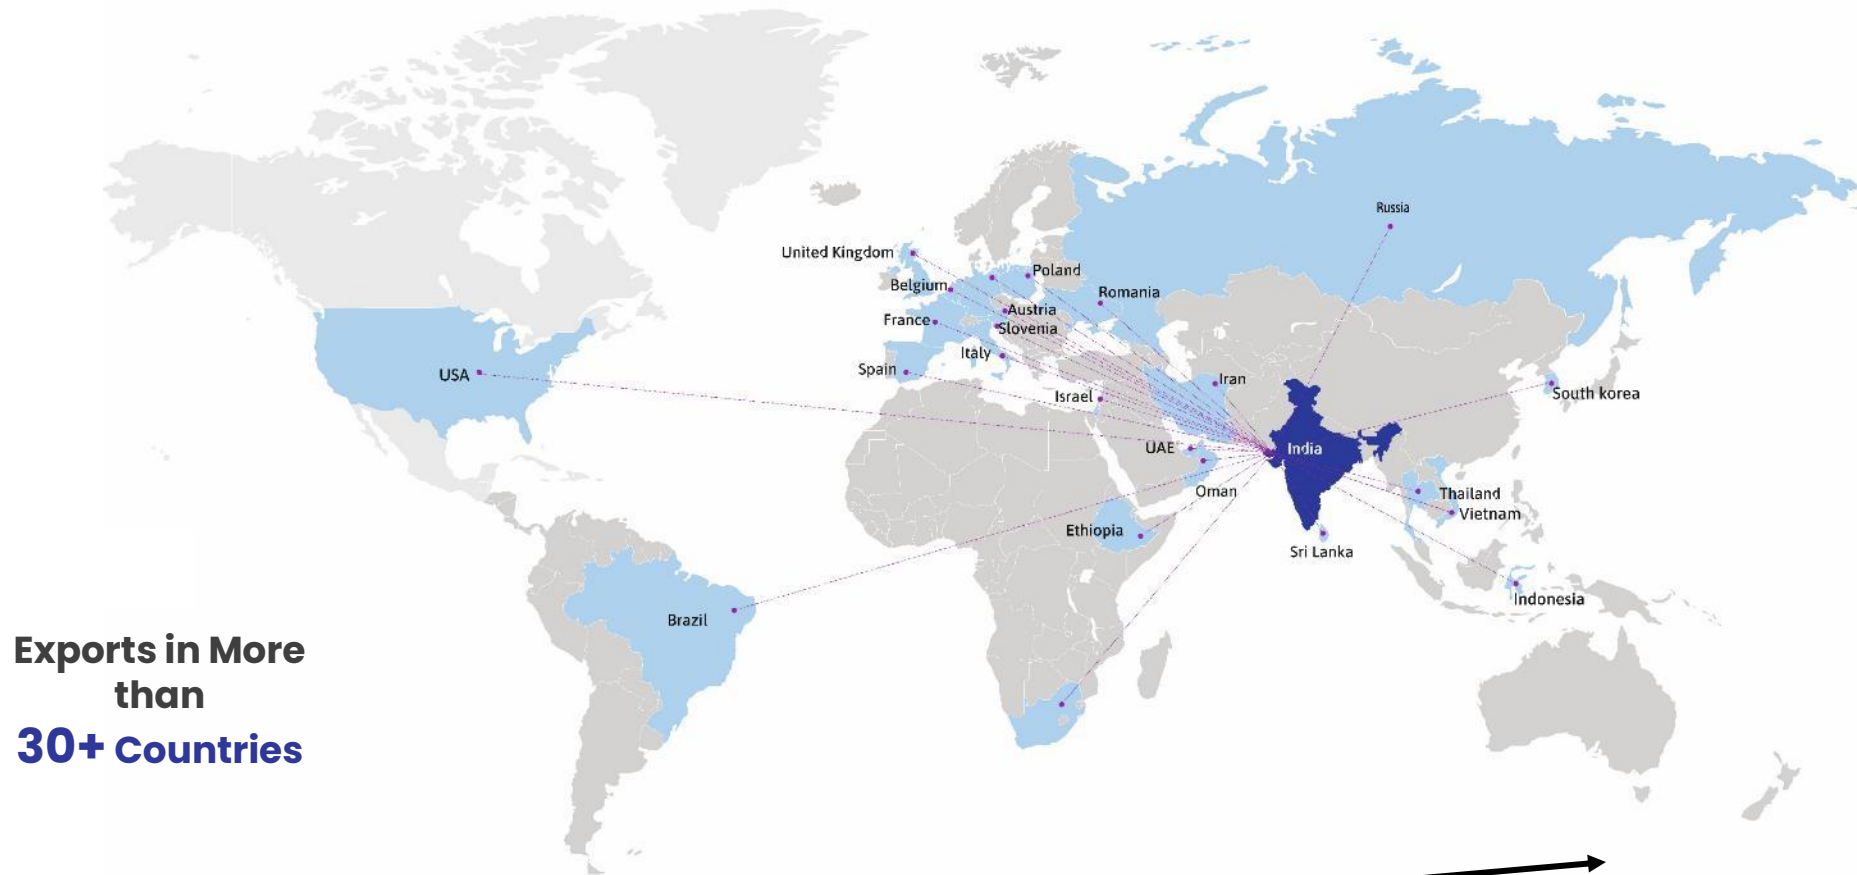 Russia
United Kingdom
Poland
Belgium
Romania
Austria
France
Slovenia
Italy
Spain
USA
Iran
Israel
South korea
UAE
India
Oman
Thailand
Vietnam
Ethiopia
Sri Lanka
Indonesia
Brazil
Exports in More
than
30+ Countries